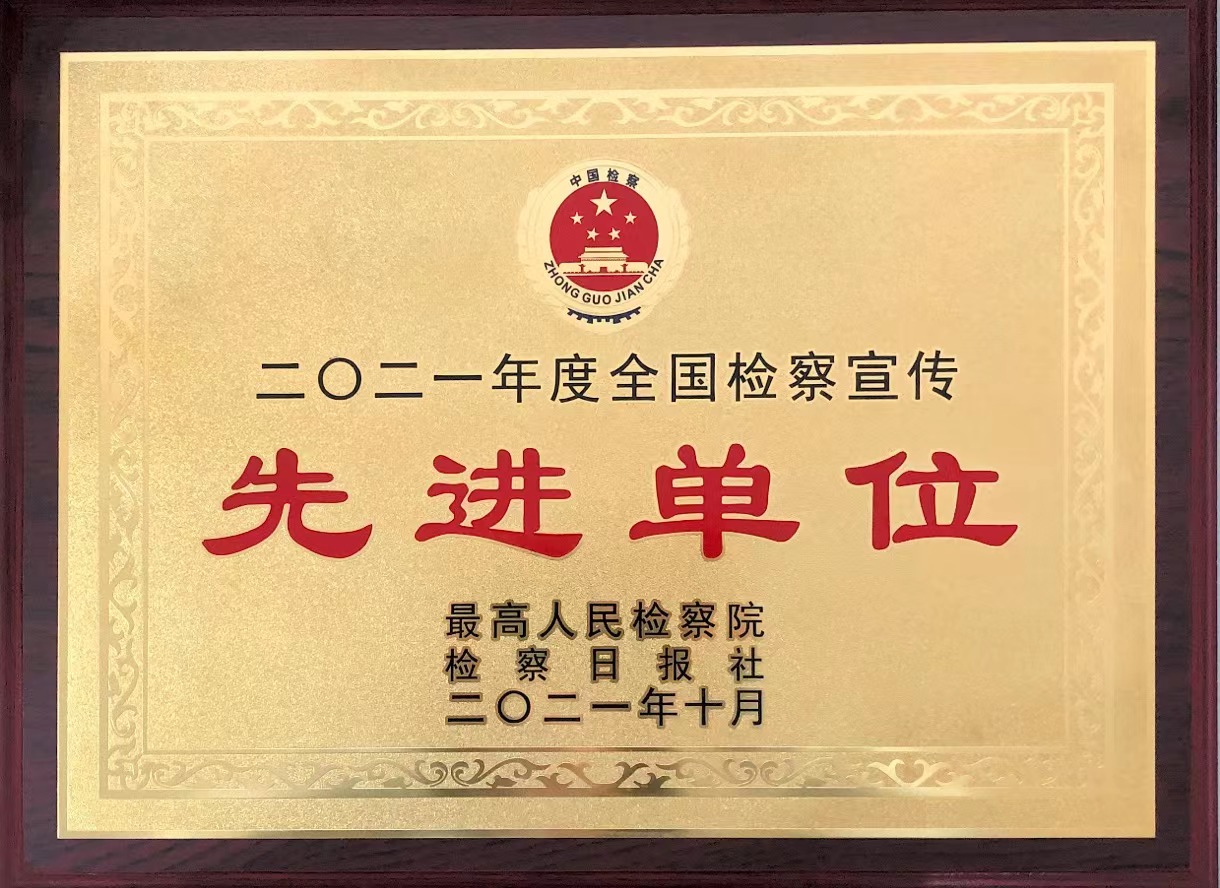 中国检察
ZHONG GUO JIAN CHA
二〇二一年度全国检察宣传
先进单位
最高人民检察院
检察日报社
二〇二一年十月